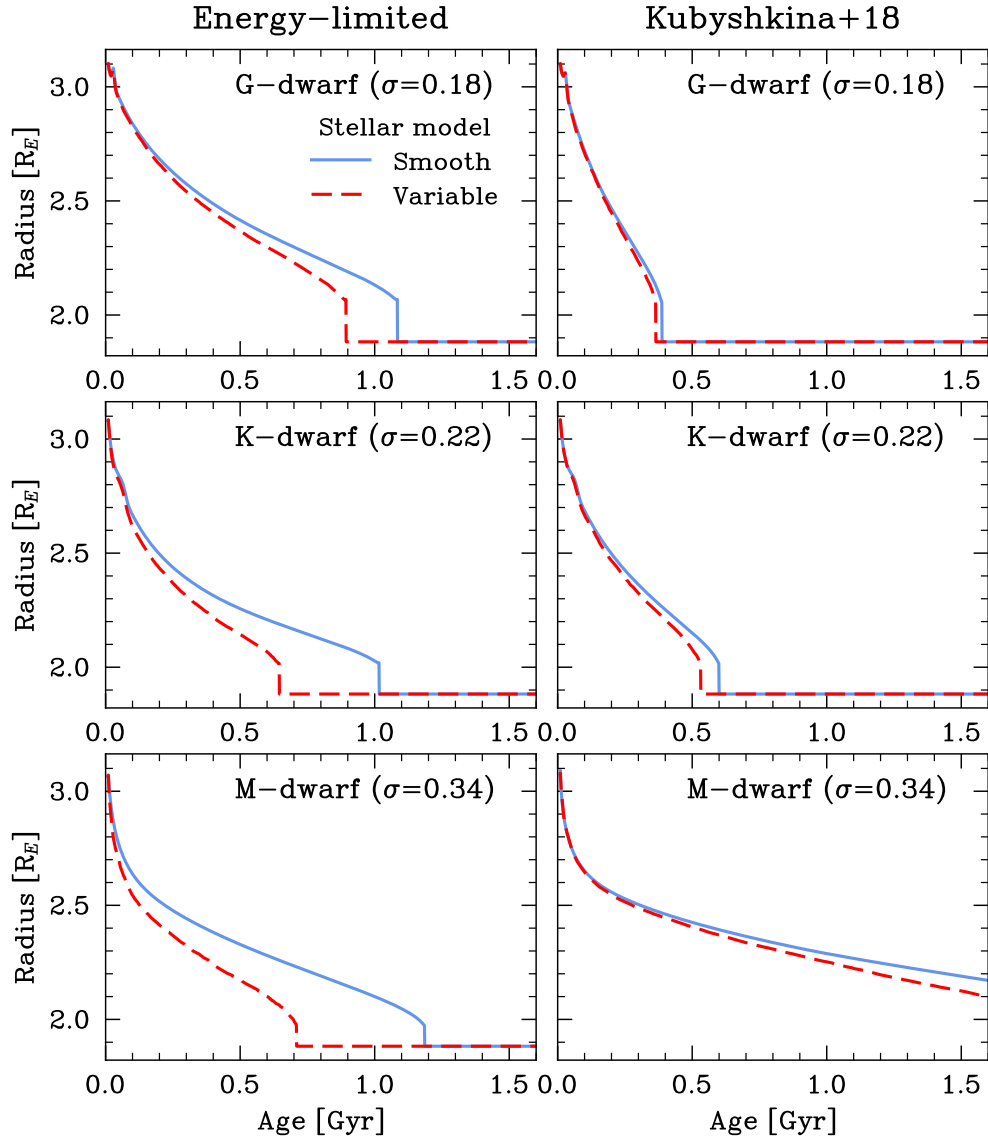 Energy-limited Kubyshkina+18
G-dwarf (σ=0.18)
Stellar model
Smooth
Variable
Radius [R_E]
3.0
2.5
2.0
0.0 0.5 1.0 1.5
G-dwarf (σ=0.18)
0.0 0.5 1.0 1.5
K-dwarf (σ=0.22)
Radius [R_E]
3.0
2.5
2.0
0.0 0.5 1.0 1.5
K-dwarf (σ=0.22)
0.0 0.5 1.0 1.5
M-dwarf (σ=0.34)
Radius [R_E]
3.0
2.5
2.0
0.0 0.5 1.0 1.5
Age [Gyr]
M-dwarf (σ=0.34)
0.0 0.5 1.0 1.5
Age [Gyr]